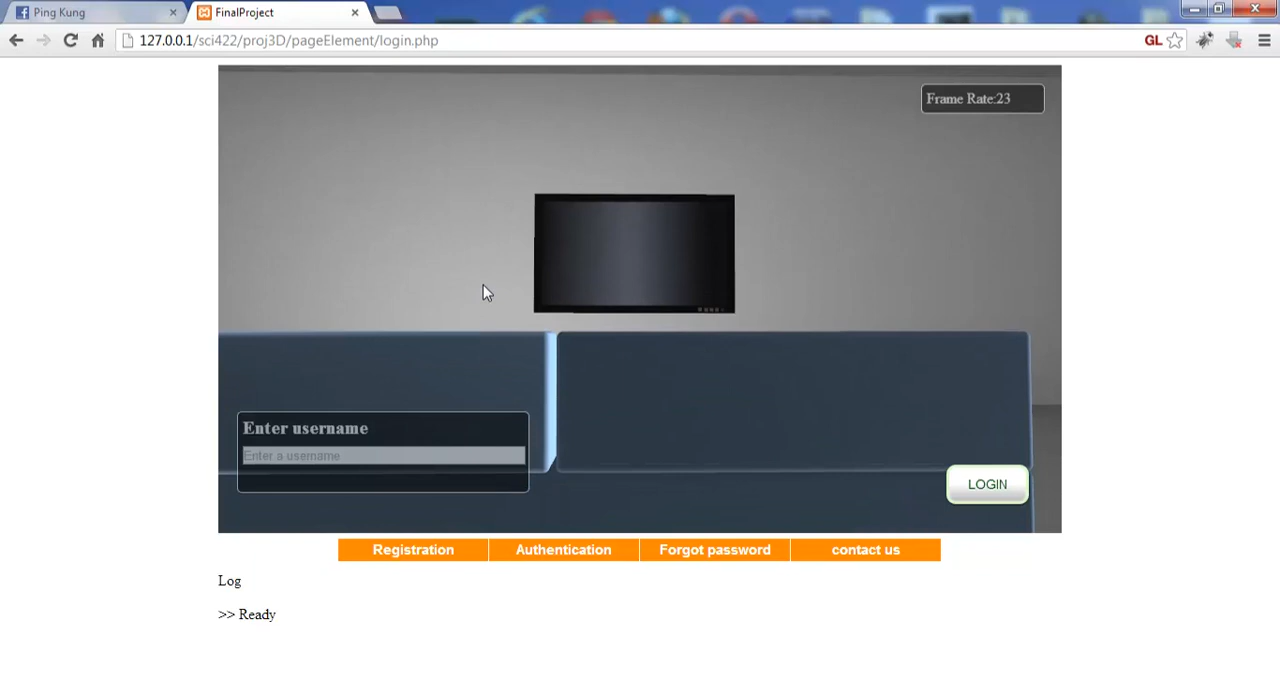 Ping Kung
FinalProject
127.0.0.1/sci422/proj3D/pageElement/login.php
GL
Frame Rate:23
Enter username
Enter a username
LOGIN
Registration
Authentication
Forgot password
contact us
Log
>> Ready